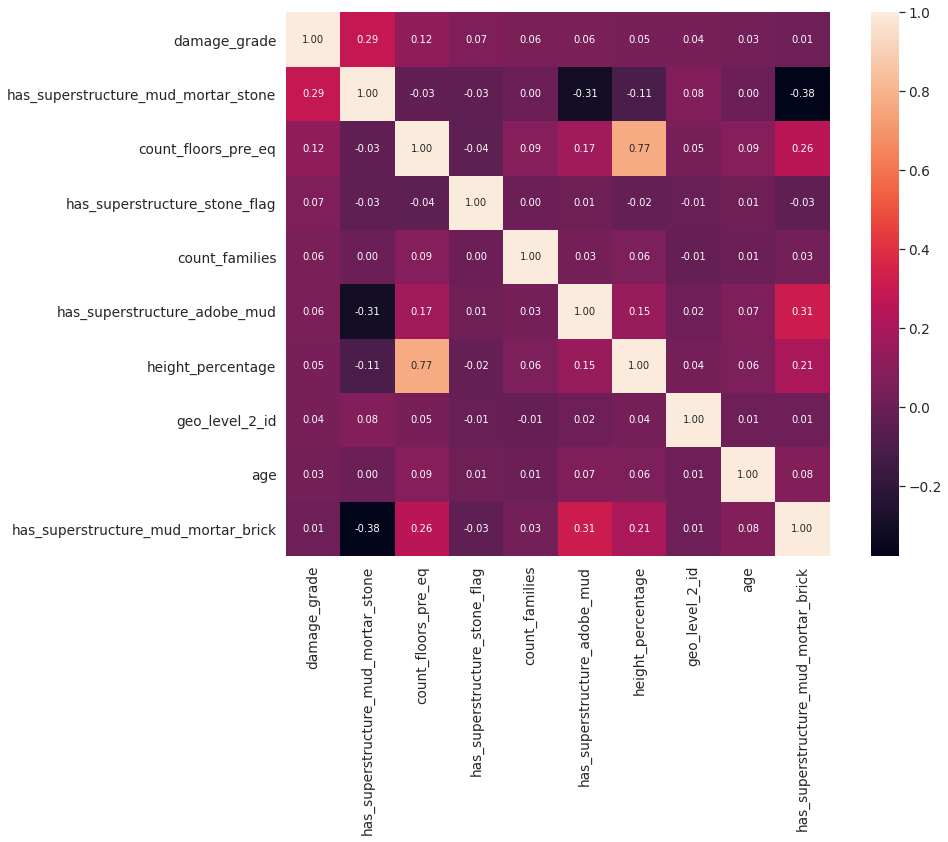 damage_grade 1.00 0.29 0.12 0.07 0.06 0.06 0.05 0.04 0.03 0.01
has_superstructure_mud_mortar_stone 0.29 1.00 -0.03 -0.03 0.00 -0.31 -0.11 0.08 0.00 -0.38
count_floors_pre_eq 0.12 -0.03 1.00 -0.04 0.09 0.17 0.77 0.05 0.09 0.26
has_superstructure_stone_flag 0.07 -0.03 -0.04 1.00 0.00 0.01 -0.02 -0.01 0.01 -0.03
count_families 0.06 0.00 0.09 0.00 1.00 0.03 0.06 -0.01 0.01 0.03
has_superstructure_adobe_mud 0.06 -0.31 0.17 0.01 0.03 1.00 0.15 0.02 0.07 0.31
height_percentage 0.05 -0.11 0.77 -0.02 0.06 0.15 1.00 0.04 0.06 0.21
geo_level_2_id 0.04 0.08 0.05 -0.01 -0.01 0.02 0.04 1.00 0.01 0.01
age 0.03 0.00 0.09 0.01 0.01 0.07 0.06 0.01 1.00 0.08
has_superstructure_mud_mortar_brick 0.01 -0.38 0.26 -0.03 0.03 0.31 0.21 0.01 0.08 1.00
damage_grade
has_superstructure_mud_mortar_stone
count_floors_pre_eq
has_superstructure_stone_flag
count_families
has_superstructure_adobe_mud
height_percentage
geo_level_2_id
age
has_superstructure_mud_mortar_brick
1.0
0.8
0.6
0.4
0.2
0.0
−0.2